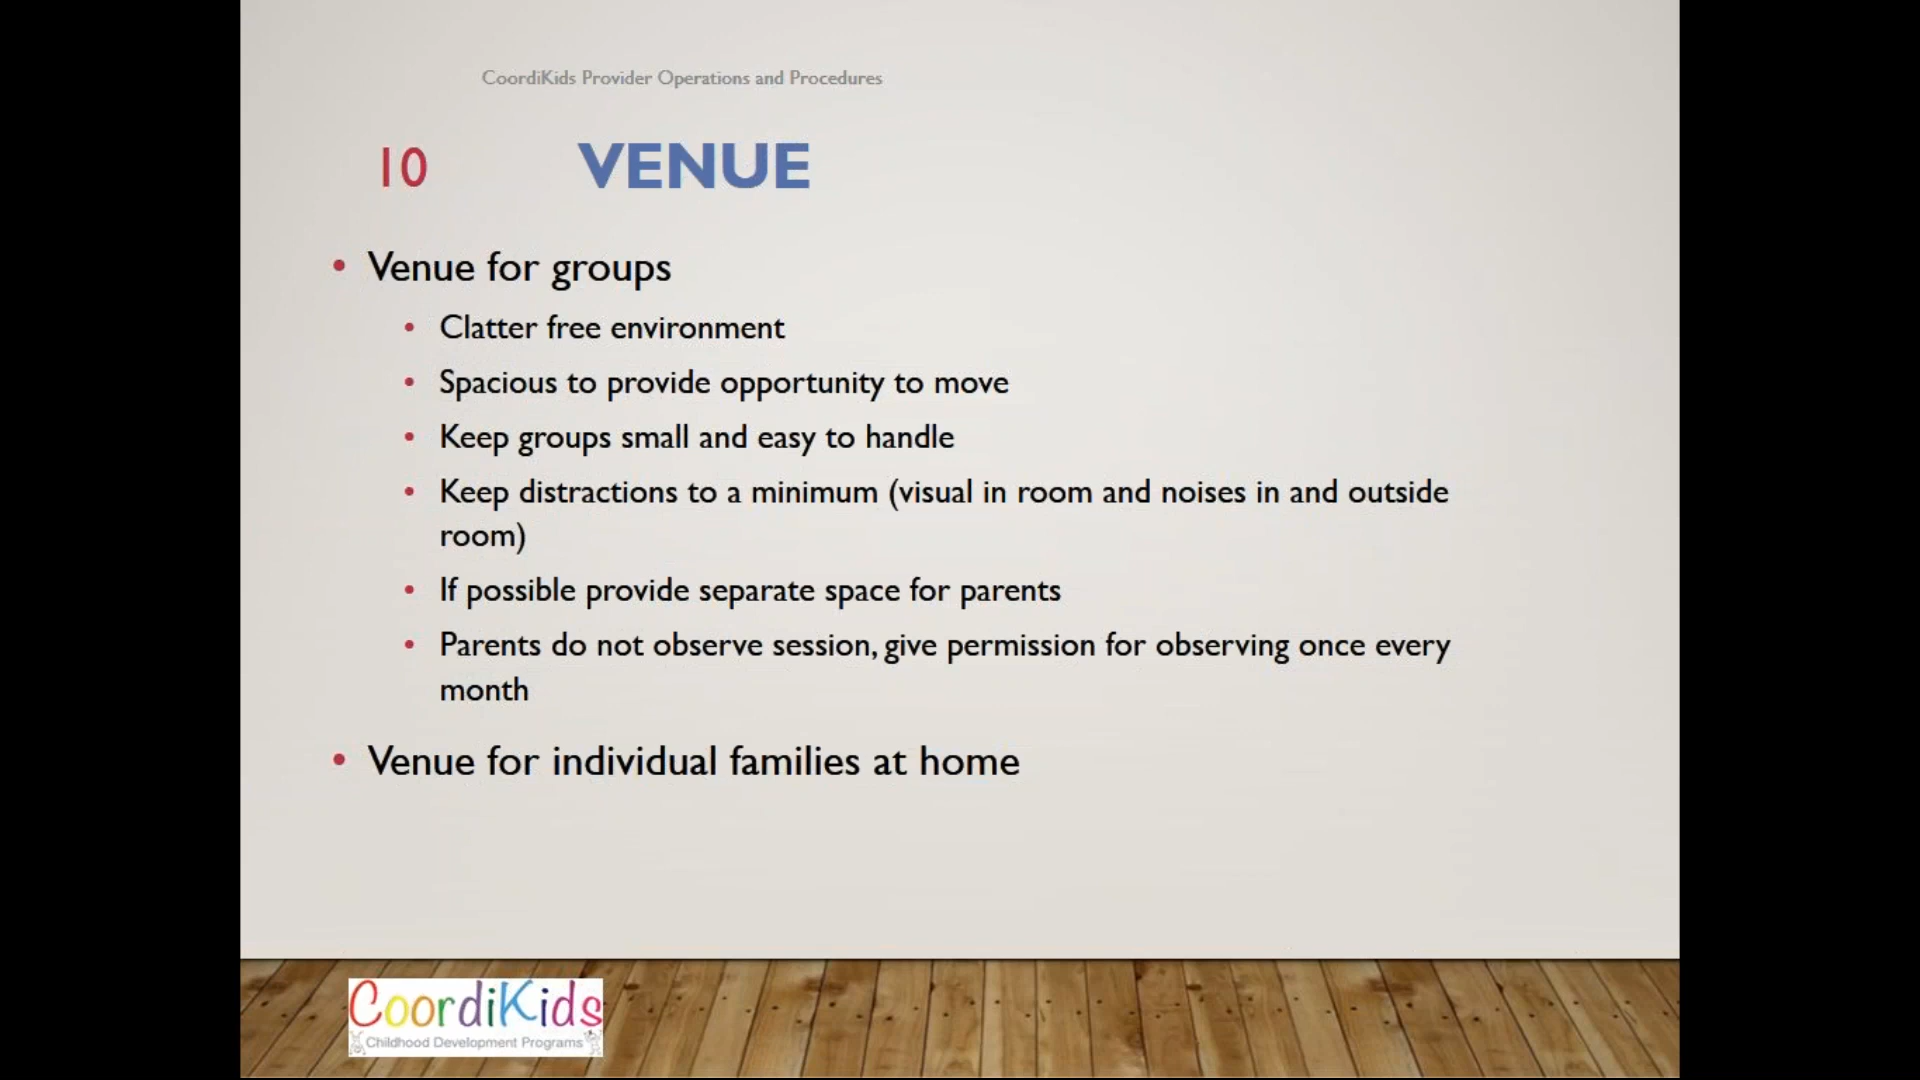 CoordiKids Provider Operations and Procedures
10 VENUE
• Venue for groups
• Clatter free environment
• Spacious to provide opportunity to move
• Keep groups small and easy to handle
• Keep distractions to a minimum (visual in room and noises in and outside
room)
• If possible provide separate space for parents
• Parents do not observe session, give permission for observing once every
month
• Venue for individual families at home
CoordiKids
Childhood Development Programs